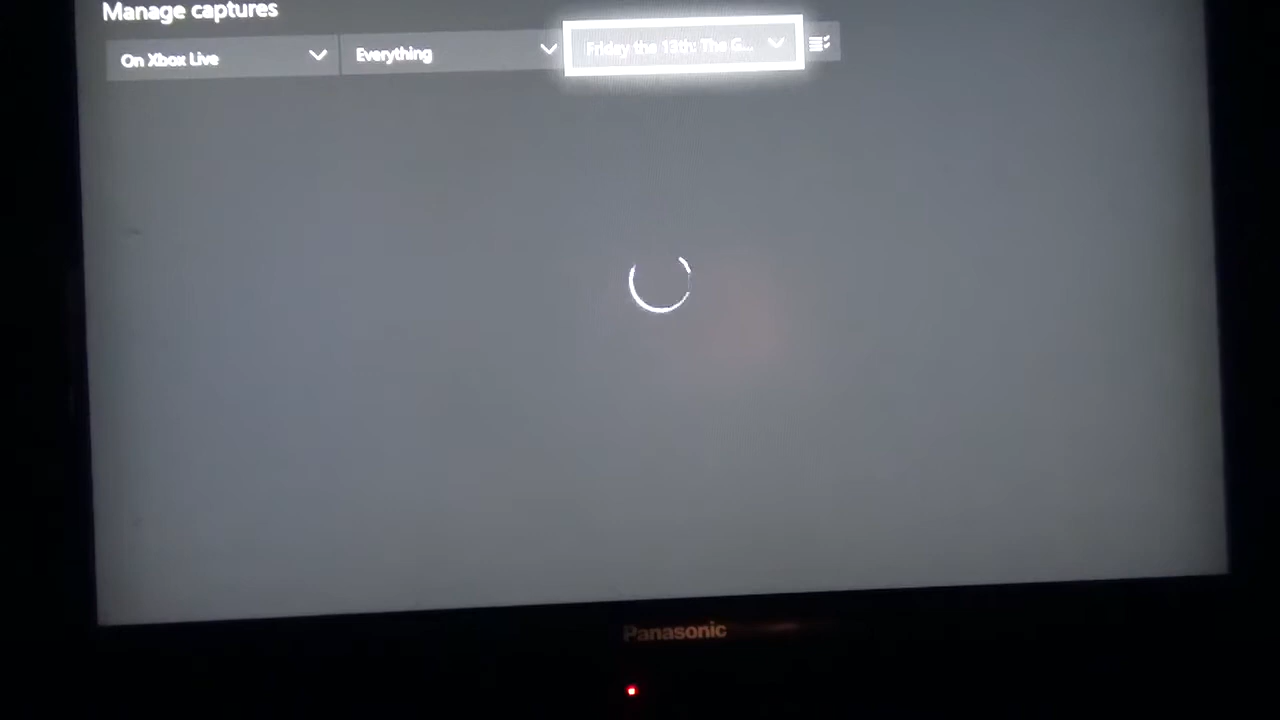 Manage captures
On Xbox Live
Everything
Friday the 13th: The G...
Panasonic